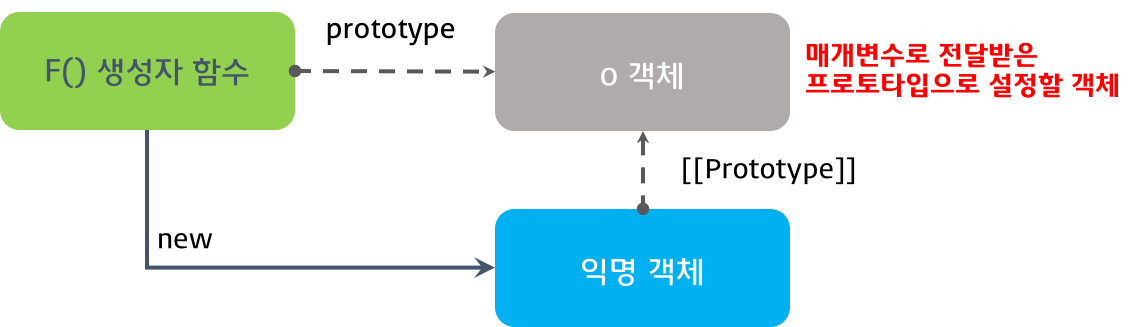 prototype
F() 생성자 함수
o 객체
매개변수로 전달받은
프로토타입으로 설정할 객체
[[Prototype]]
new
익명 객체